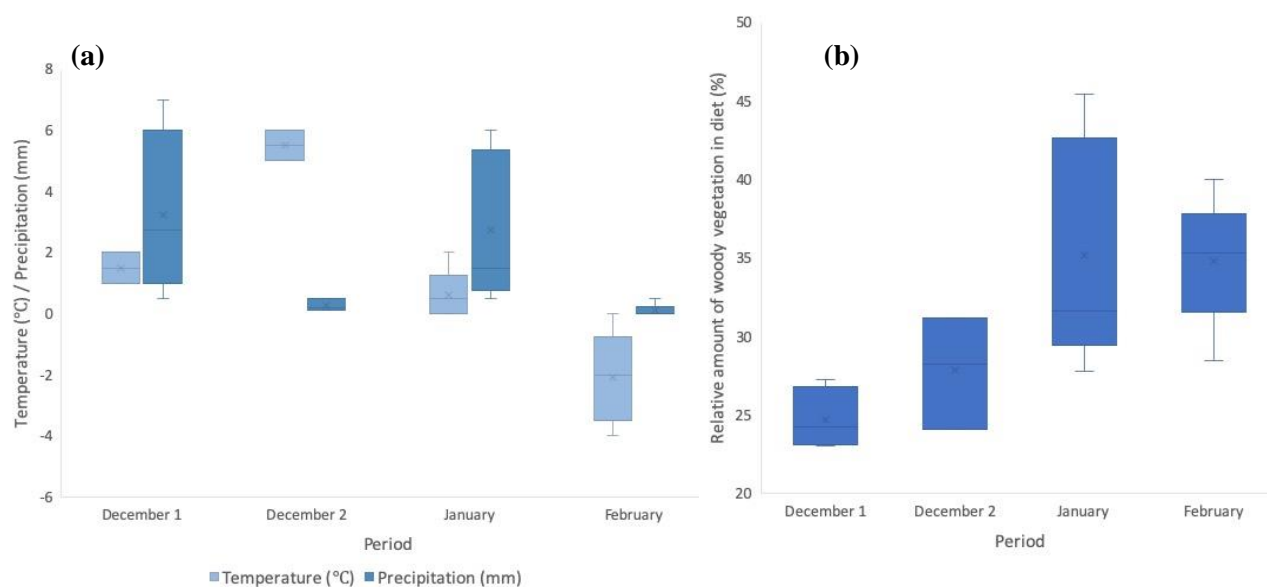 (a)
Temperature (°C) / Precipitation (mm)
8
6
4
2
0
-2
-4
-6
December 1 December 2 January February
Period
Temperature (°C) Precipitation (mm)
(b)
Relative amount of woody vegetation in diet (%)
50
45
40
35
30
25
20
December 1 December 2 January February
Period